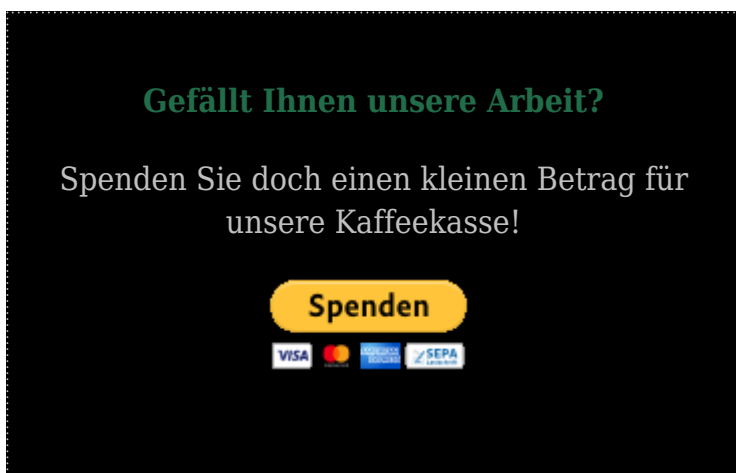 Gefällt Ihnen unsere Arbeit?
Spenden Sie doch einen kleinen Betrag für
unsere Kaffeekasse!
Spenden
VISA SEPA